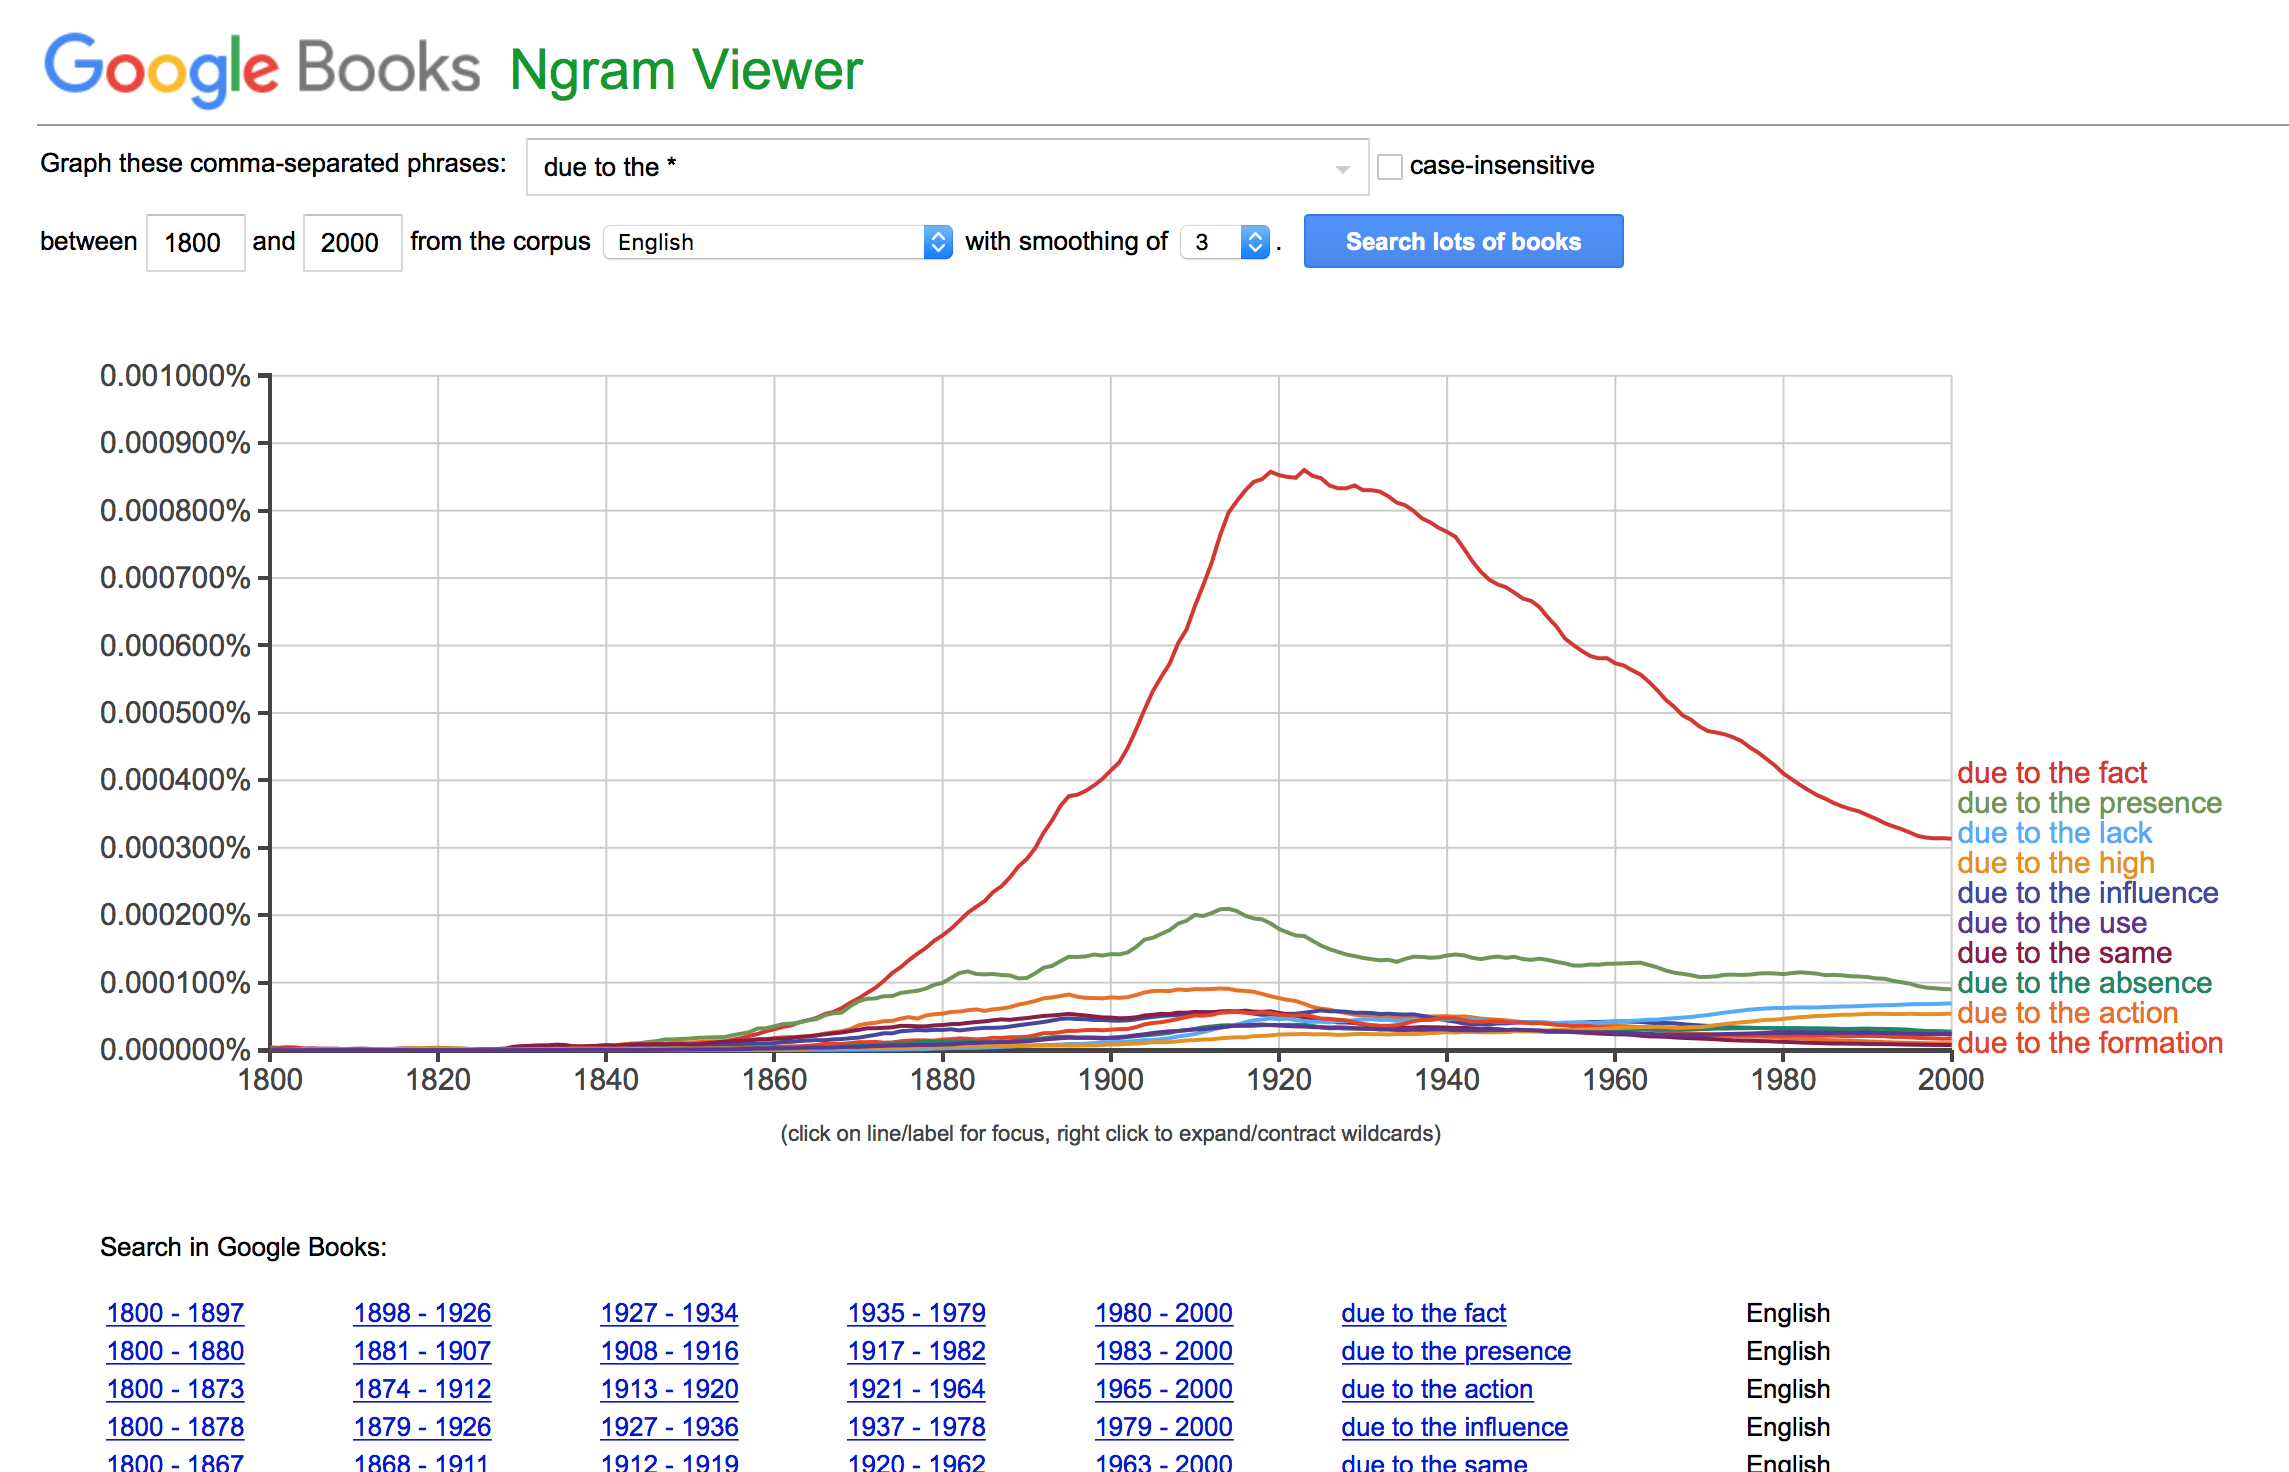 Google Books Ngram Viewer
Graph these comma-separated phrases: due to the * case-insensitive
between 1800 and 2000 from the corpus English with smoothing of 3 . Search lots of books
0.001000%
0.000900%
0.000800%
0.000700%
0.000600%
0.000500%
0.000400%
0.000300%
0.000200%
0.000100%
0.000000%
due to the fact
due to the presence
due to the lack
due to the high
due to the influence
due to the use
due to the same
due to the absence
due to the action
due to the formation
1800 1820 1840 1860 1880 1900 1920 1940 1960 1980 2000
(click on line/label for focus, right click to expand/contract wildcards)
Search in Google Books:
1800 - 1897 1898 - 1926 1927 - 1934 1935 - 1979 1980 - 2000 due to the fact English
1800 - 1880 1881 - 1907 1908 - 1916 1917 - 1982 1983 - 2000 due to the presence English
1800 - 1873 1874 - 1912 1913 - 1920 1921 - 1964 1965 - 2000 due to the action English
1800 - 1878 1879 - 1926 1927 - 1936 1937 - 1978 1979 - 2000 due to the influence English
1800 - 1867 1868 - 1911 1912 - 1919 1920 - 1962 1963 - 2000 due to the same English